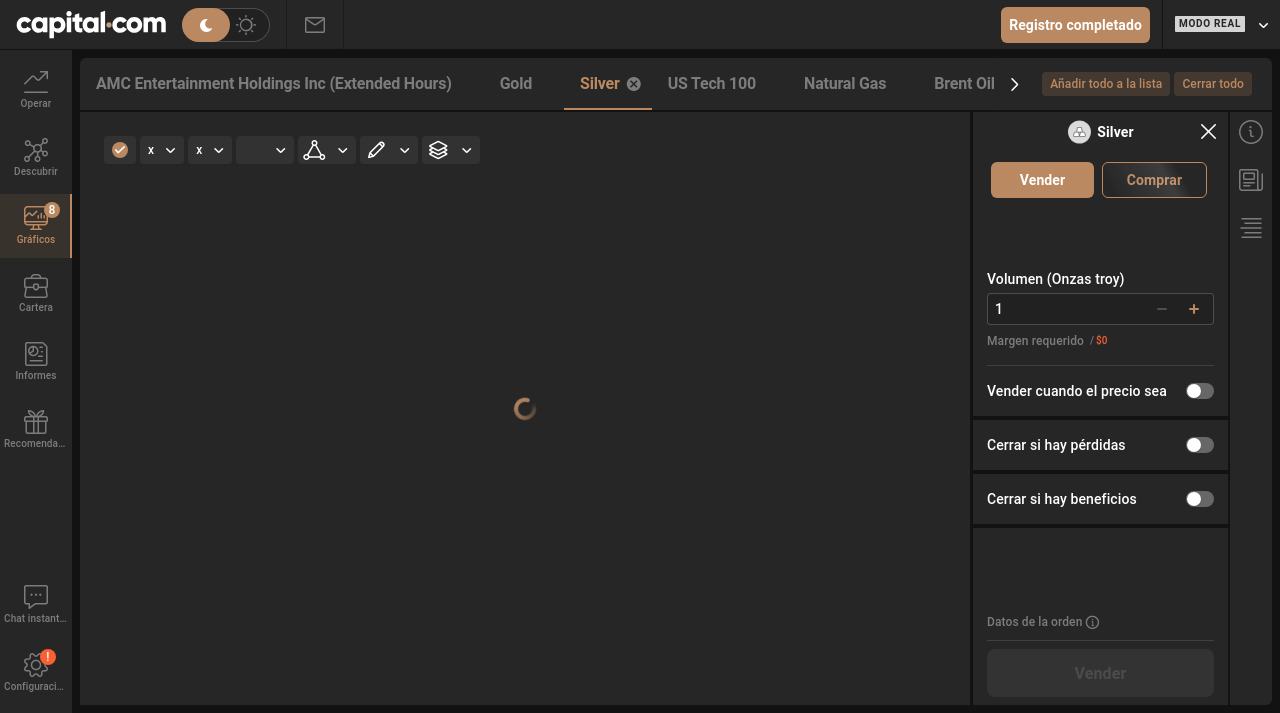 capital.com
Registro completado
MODO REAL
Operar
Descubrir
8
Gráficos
Cartera
Informes
Recomenda...
Chat instant...
!
Configuraci...
AMC Entertainment Holdings Inc (Extended Hours)
Gold
Silver
US Tech 100
Natural Gas
Brent Oil
Añadir todo a la lista
Cerrar todo
x
x
Silver
Vender
Comprar
Volumen (Onzas troy)
1
Margen requerido / $0
Vender cuando el precio sea
Cerrar si hay pérdidas
Cerrar si hay beneficios
Datos de la orden
Vender